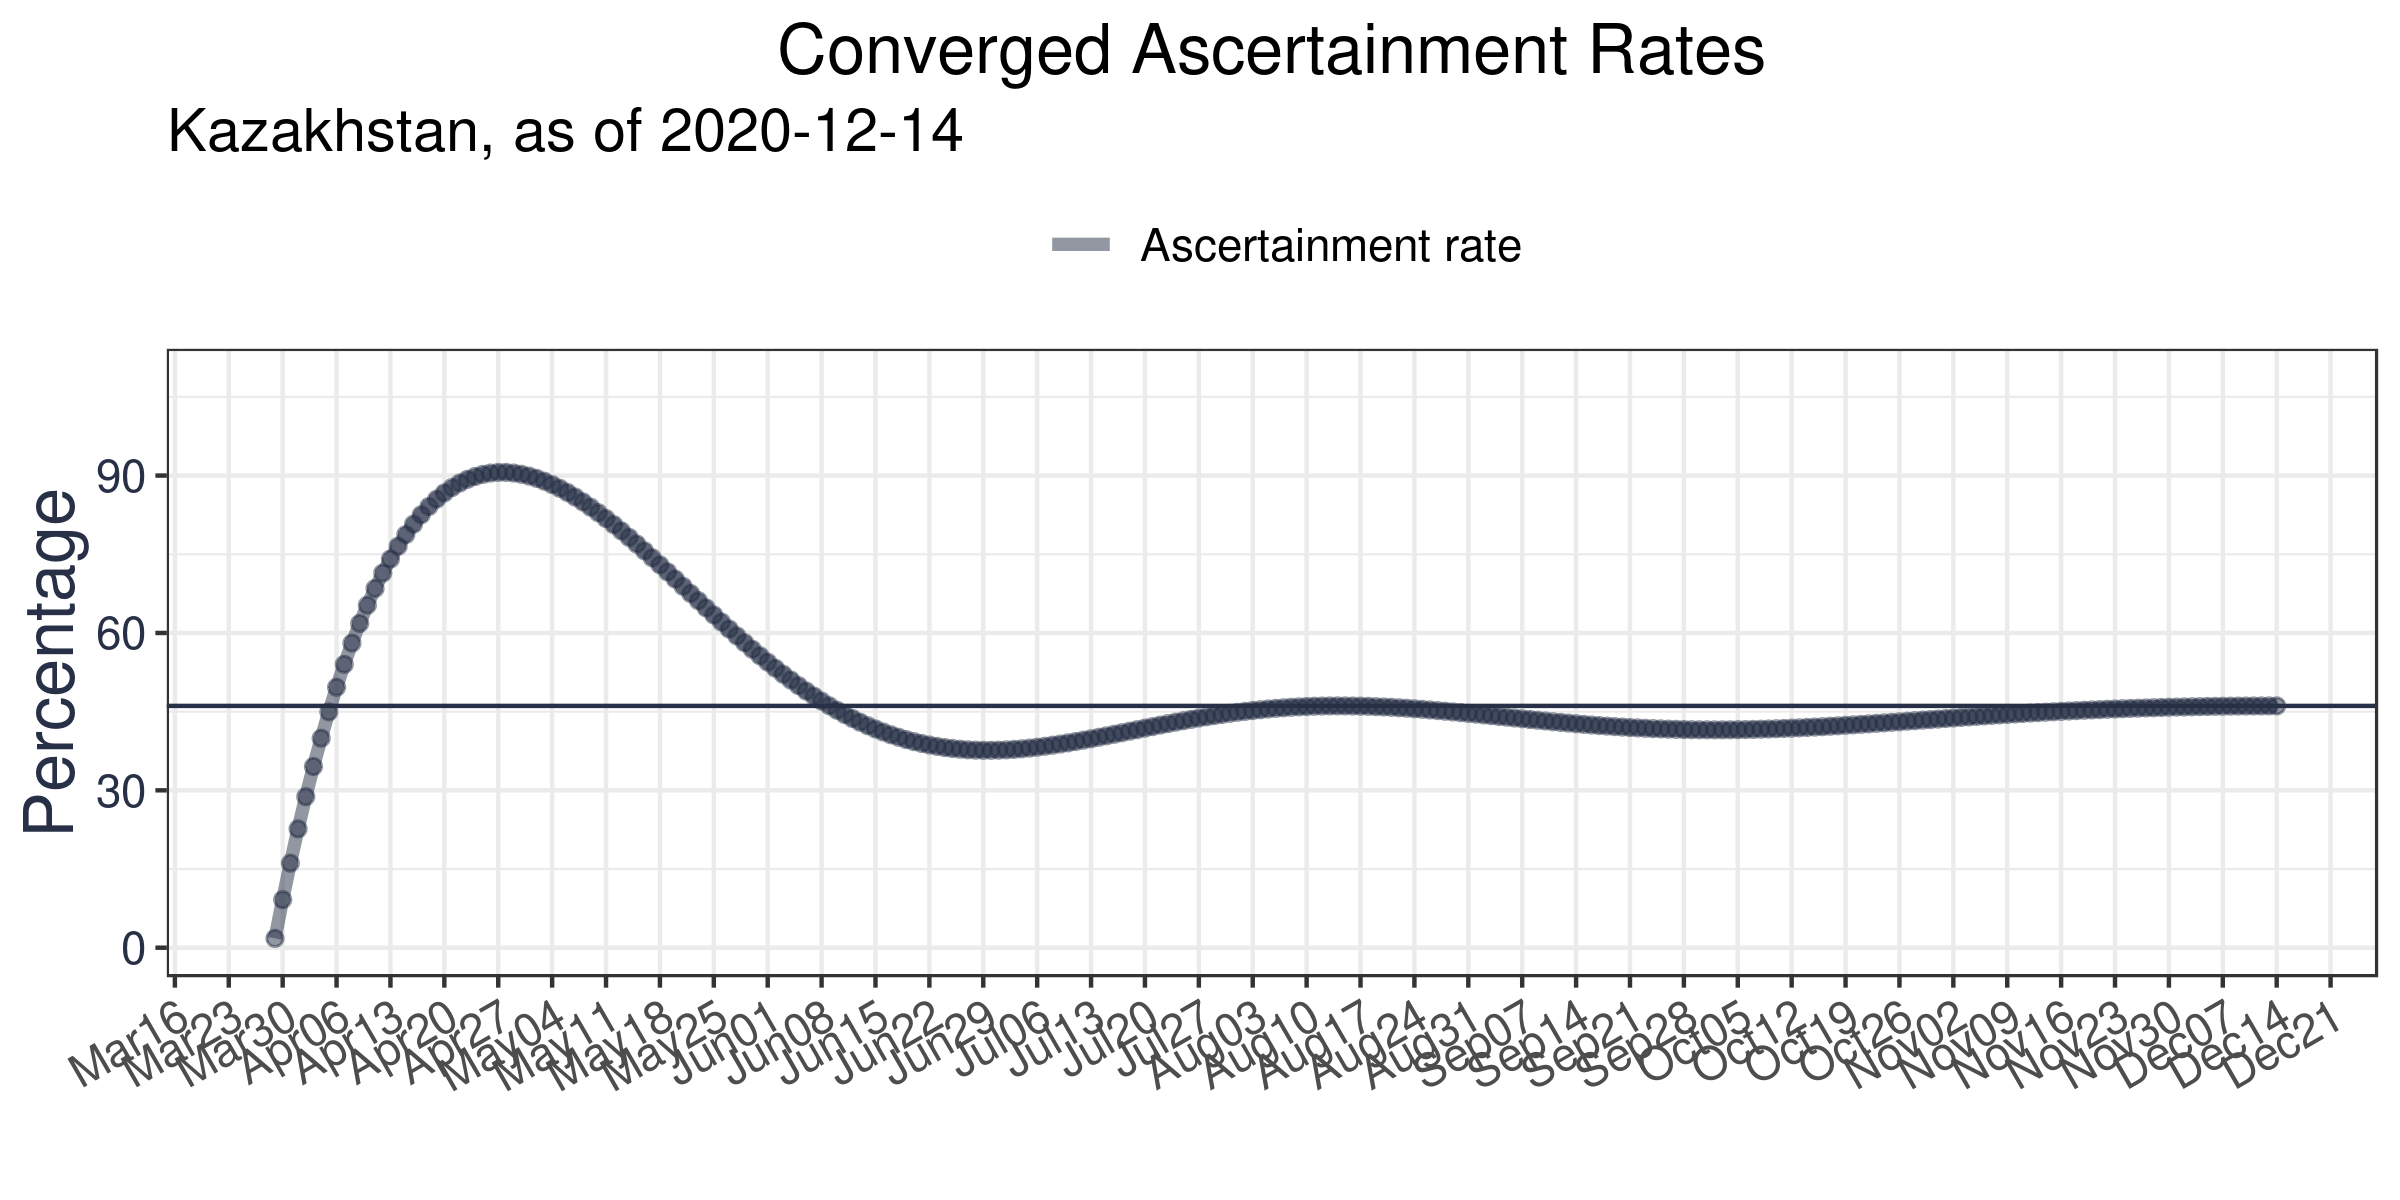 Converged Ascertainment Rates
Kazakhstan, as of 2020-12-14
Ascertainment rate
Percentage
90
60
30
0
Mar16 Mar23 Mar30 Apr06 Apr13 Apr20 Apr27 May04 May11 May18 May25 Jun01 Jun08 Jun15 Jun22 Jun29 Jul06 Jul13 Jul20 Jul27 Aug03 Aug10 Aug17 Aug24 Aug31 Sep07 Sep14 Sep21 Sep28 Oct05 Oct12 Oct19 Oct26 Nov02 Nov09 Nov16 Nov23 Nov30 Dec07 Dec14 Dec21